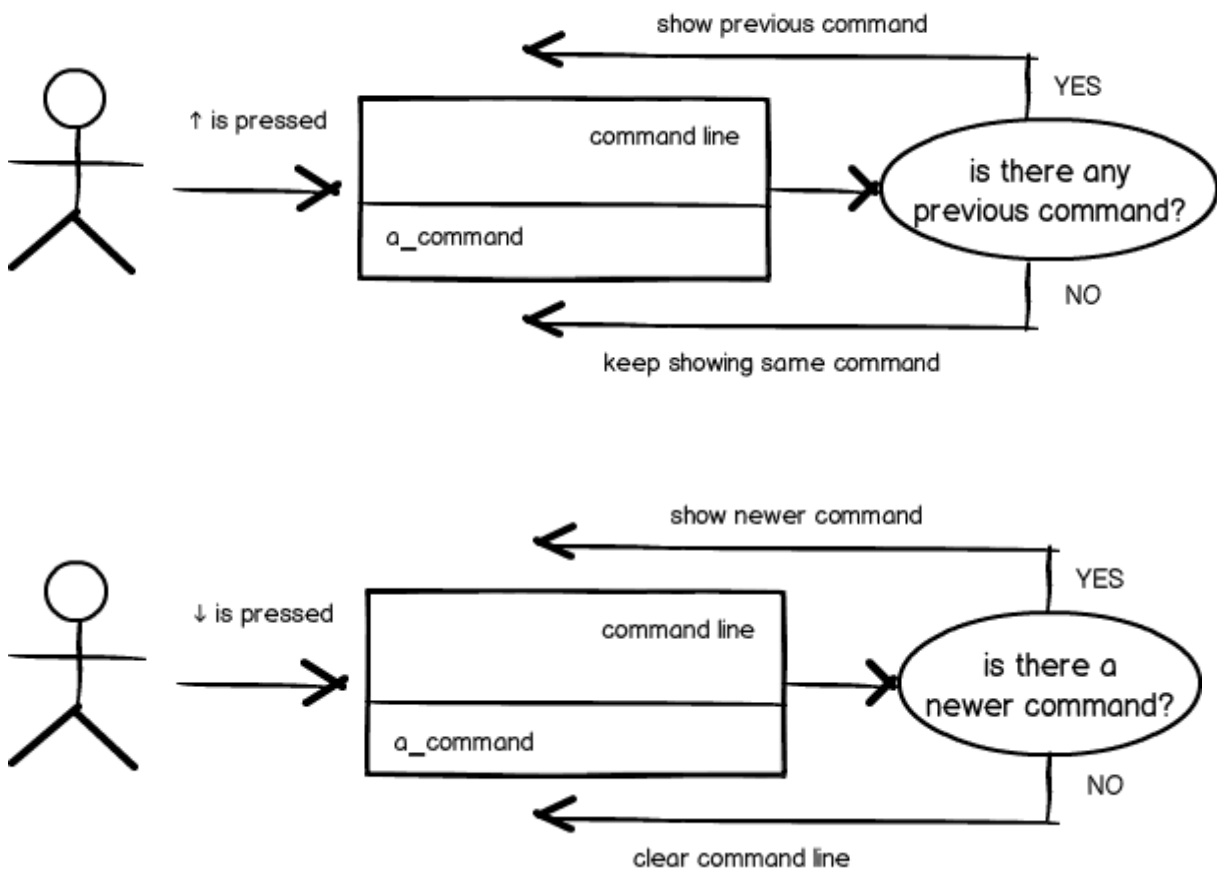 show previous command
YES
↑ is pressed
command line
is there any
previous command?
a_command
NO
keep showing same command
show newer command
YES
↓ is pressed
command line
is there a
newer command?
a_command
NO
clear command line